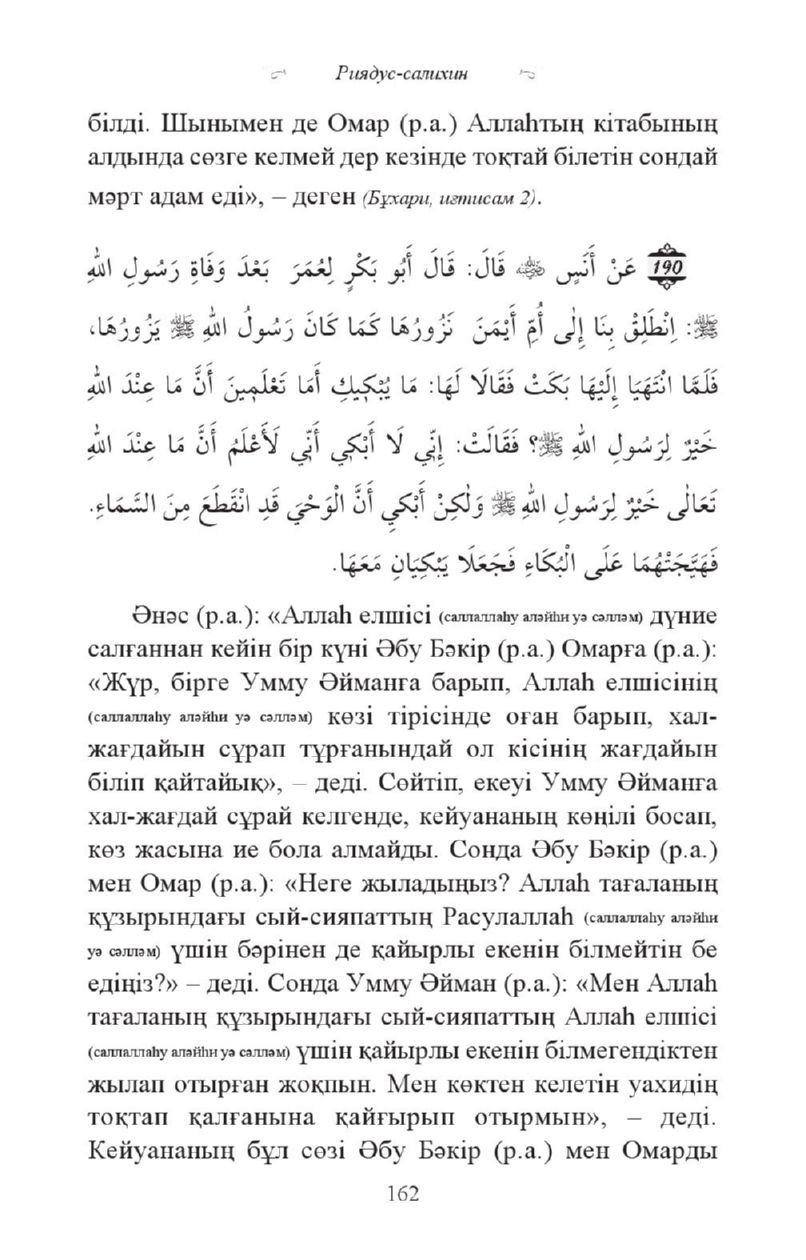 Риядус-салихин
білді. Шынымен де Омар (р.а.) Аллаһтың кітабының
алдында сөзге келмей дер кезінде тоқтай білетін сондай
мәрт адам еді», – деген (Бұхари, иғтисам 2).
190 عَنْ أَنَسٍ ﷺ قَالَ: قَالَ أَبُو بَكْرٍ لِعُمَرَ بَعْدَ وَفَاةِ رَسُولِ اللهِ
ﷺ: اِنْطَلِقْ بِنَا إِلٰى أُمِّ أَيْمَنَ نَزُورُهَا كَمَا كَانَ رَسُولُ اللهِ ﷺ يَزُورُهَا،
فَلَمَّا انْتَهَيَا إِلَيْهَا بَكَتْ فَقَالَا لَهَا: مَا يُبْكِيكِ أَمَا تَعْلَمِينَ أَنَّ مَا عِنْدَ اللهِ
خَيْرٌ لِرَسُولِ اللهِ ﷺ؟ فَقَالَتْ: إِنِّي لَا أَبْكِي أَنِّي لَأَعْلَمُ أَنَّ مَا عِنْدَ اللهِ
تَعَالٰى خَيْرٌ لِرَسُولِ اللهِ ﷺ وَلٰكِنْ أَبْكي أَنَّ الْوَحْيَ قَدِ انْقَطَعَ مِنَ السَّمَاءِ.
فَهَيَّجَتْهُمَا عَلَى الْبُكَاءِ فَجَعَلَا يَبْكِيَانِ مَعَهَا.
Әнәс (р.а.): «Аллаһ елшісі (саллаллаһу аләйһи уә сәлләм) дүние
салғаннан кейін бір күні Әбу Бәкір (р.а.) Омарға (р.а.):
«Жүр, бірге Умму Әйманға барып, Аллаһ елшісінің
(саллаллаһу аләйһи уә сәлләм) көзі тірісінде оған барып, хал-
жағдайын сұрап тұрғанындай ол кісінің жағдайын
біліп қайтайық», – деді. Сөйтіп, екеуі Умму Әйманға
хал-жағдай сұрай келгенде, кейуананың көңілі босап,
көз жасына ие бола алмайды. Сонда Әбу Бәкір (р.а.)
мен Омар (р.а.): «Неге жыладыңыз? Аллаһ тағаланың
құзырындағы сый-сияпаттың Расулаллаһ (саллаллаһу аләйһи
уә сәлләм) үшін бәрінен де қайырлы екенін білмейтін бе
едіңіз?» – деді. Сонда Умму Әйман (р.а.): «Мен Аллаһ
тағаланың құзырындағы сый-сияпаттың Аллаһ елшісі
(саллаллаһу аләйһи уә сәлләм) үшін қайырлы екенін білмегендіктен
жылап отырған жоқпын. Мен көктен келетін уахидің
тоқтап қалғанына қайғырып отырмын», – деді.
Кейуананың бұл сөзі Әбу Бәкір (р.а.) мен Омарды
162